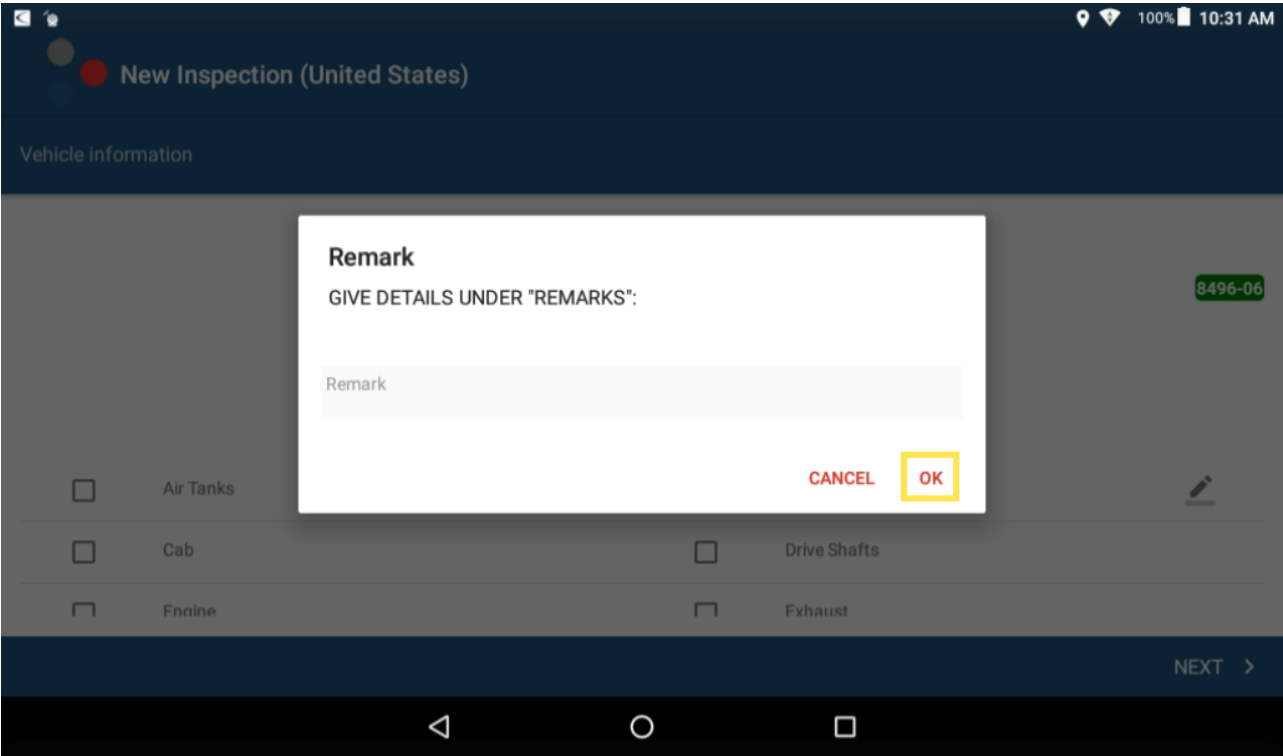 100% 10:31 AM
New Inspection (United States)
Vehicle information
Remark
GIVE DETAILS UNDER "REMARKS":
8496-06
Remark
CANCEL OK
Air Tanks
Cab Drive Shafts
Engine Exhaust
NEXT